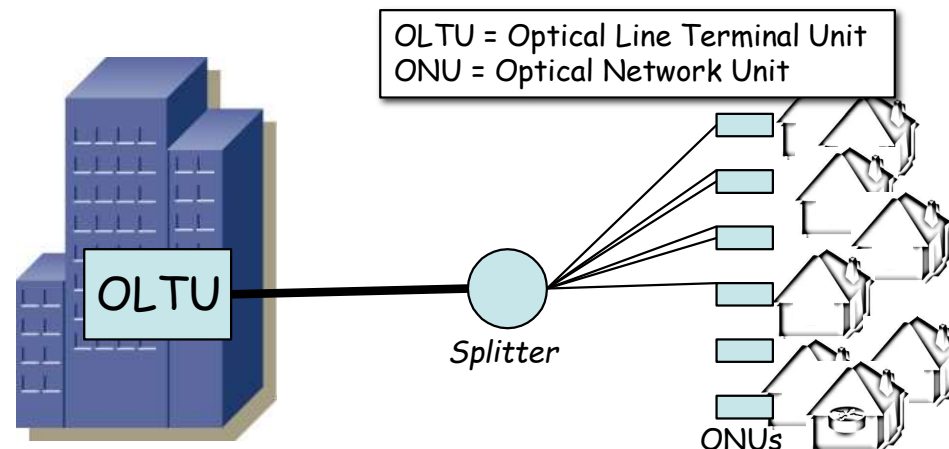 OLTU = Optical Line Terminal Unit
ONU = Optical Network Unit
OLTU
Splitter
ONUs